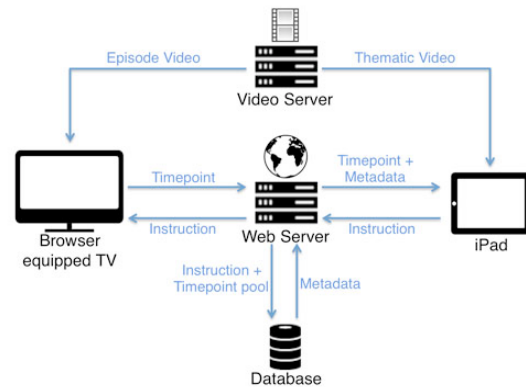 Episode Video
Thematic Video
Video Server
Timepoint
Timepoint +
Metadata
Instruction
Web Server
Instruction
Browser
equipped TV
iPad
Instruction +
Timepoint pool
Metadata
Database